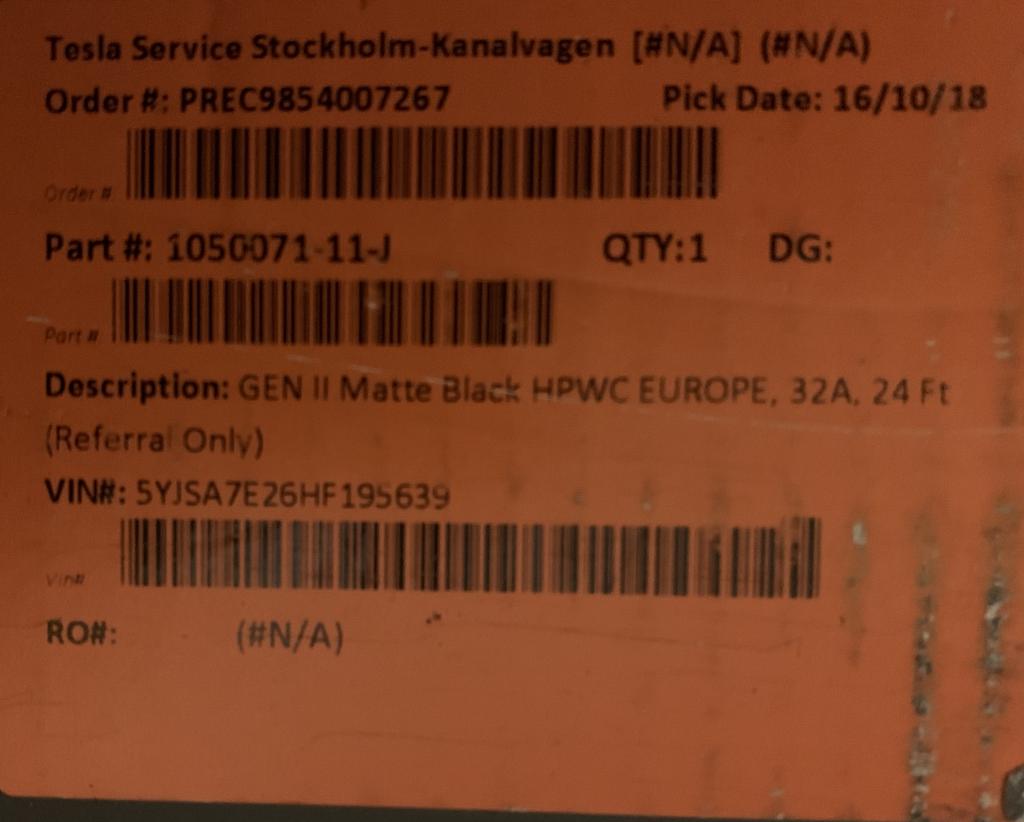 Tesla Service Stockholm-Kanalvagen [#N/A] (#N/A)
Order #: PREC9854007267 Pick Date: 16/10/18
Order #
Part #: 1050071-11-J QTY:1 DG:
Part #
Description: GEN II Matte Black HPWC EUROPE, 32A, 24 Ft
(Referral Only)
VIN#: 5YJSA7E26HF195639
Vin#
RO#: (#N/A)